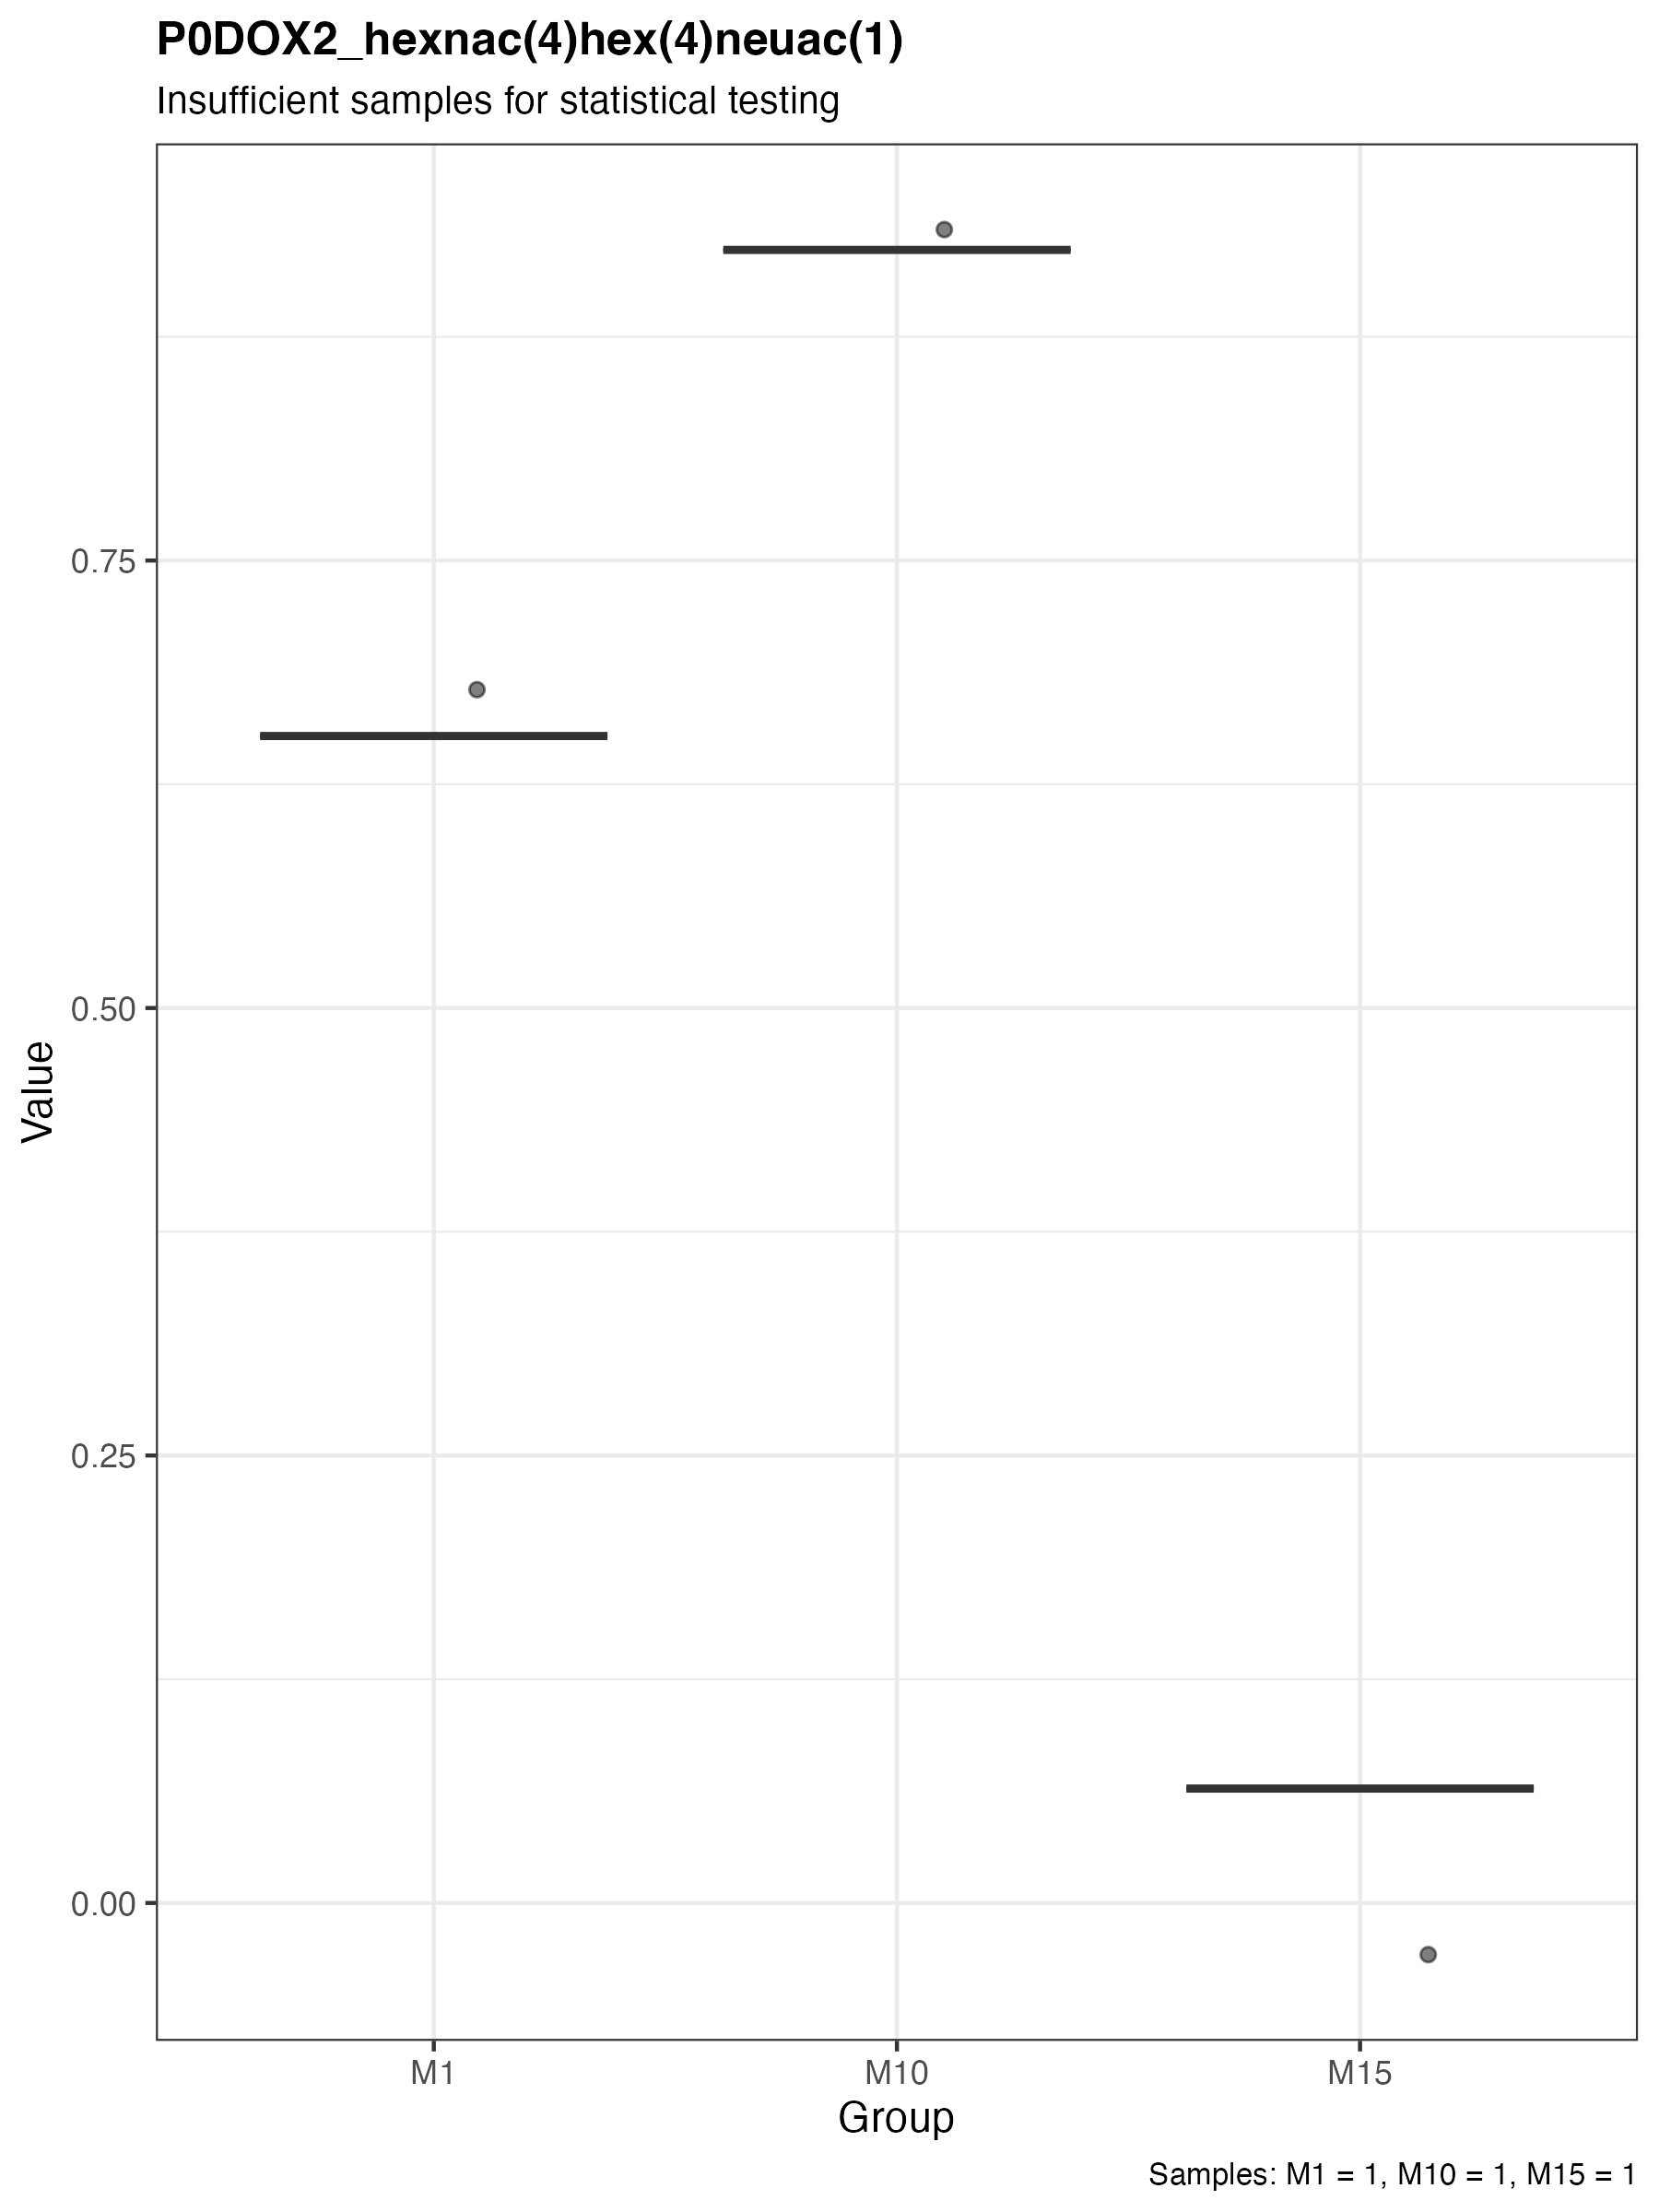 P0DOX2_hexnac(4)hex(4)neuac(1)
Insufficient samples for statistical testing
0.75
0.50
0.25
0.00
Value
M1 M10 M15
Group
Samples: M1 = 1, M10 = 1, M15 = 1